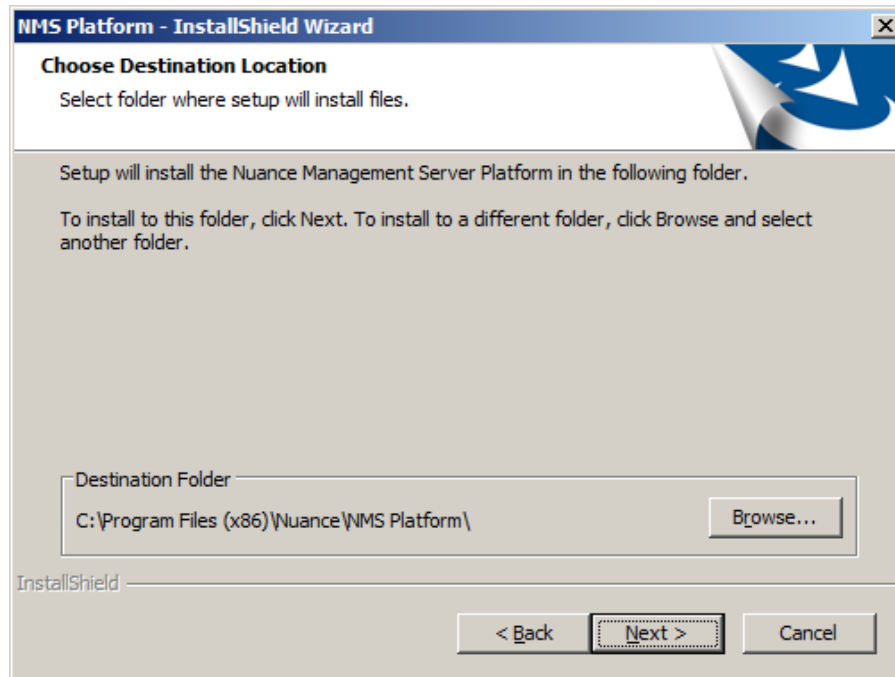 NMS Platform - InstallShield Wizard
Choose Destination Location
Select folder where setup will install files.
Setup will install the Nuance Management Server Platform in the following folder.
To install to this folder, click Next. To install to a different folder, click Browse and select
another folder.
Destination Folder
C:\Program Files (x86)\Nuance\NMS Platform\
Browse...
InstallShield
< Back
Next >
Cancel